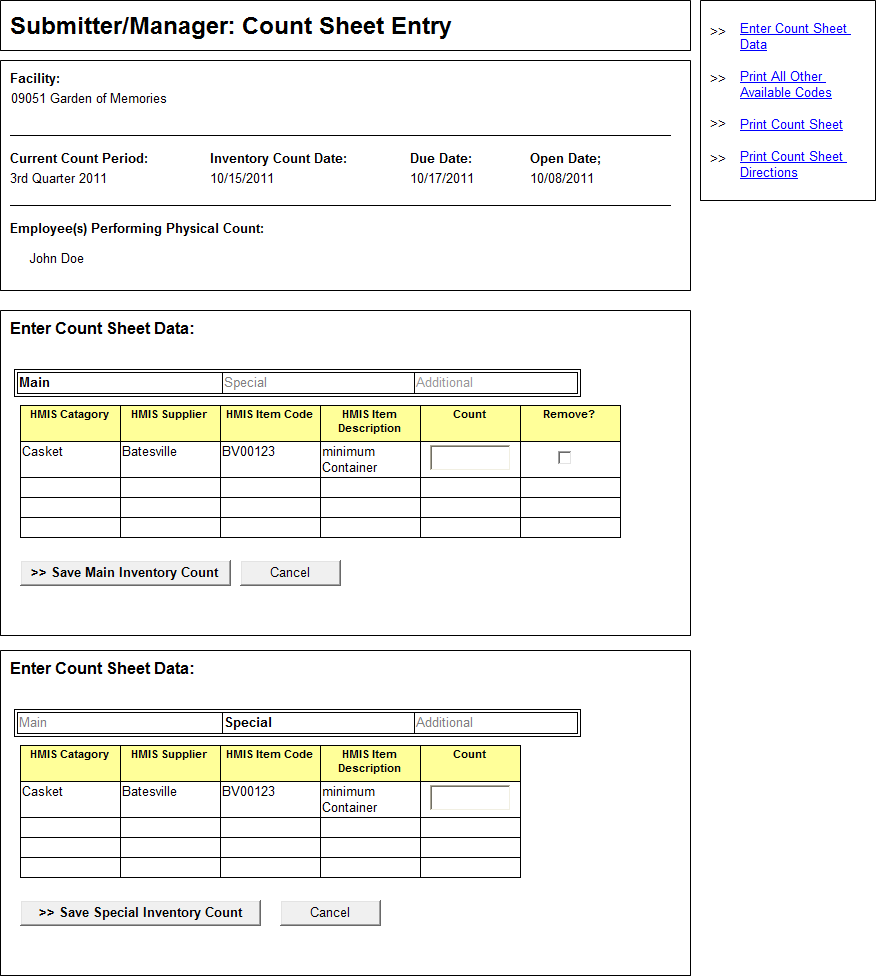 Submitter/Manager: Count Sheet Entry
Facility:
09051 Garden of Memories
Current Count Period: Inventory Count Date: Due Date: Open Date;
3rd Quarter 2011 10/15/2011 10/17/2011 10/08/2011
Employee(s) Performing Physical Count:
John Doe
>> Enter Count Sheet
Data
>> Print All Other
Available Codes
>> Print Count Sheet
>> Print Count Sheet
Directions
Enter Count Sheet Data:
Main Special Additional
HMIS Catagory HMIS Supplier HMIS Item Code HMIS Item Count Remove?
Description
Casket Batesville BV00123 minimum
Container
>> Save Main Inventory Count Cancel
Enter Count Sheet Data:
Main Special Additional
HMIS Catagory HMIS Supplier HMIS Item Code HMIS Item Count
Description
Casket Batesville BV00123 minimum
Container
>> Save Special Inventory Count Cancel